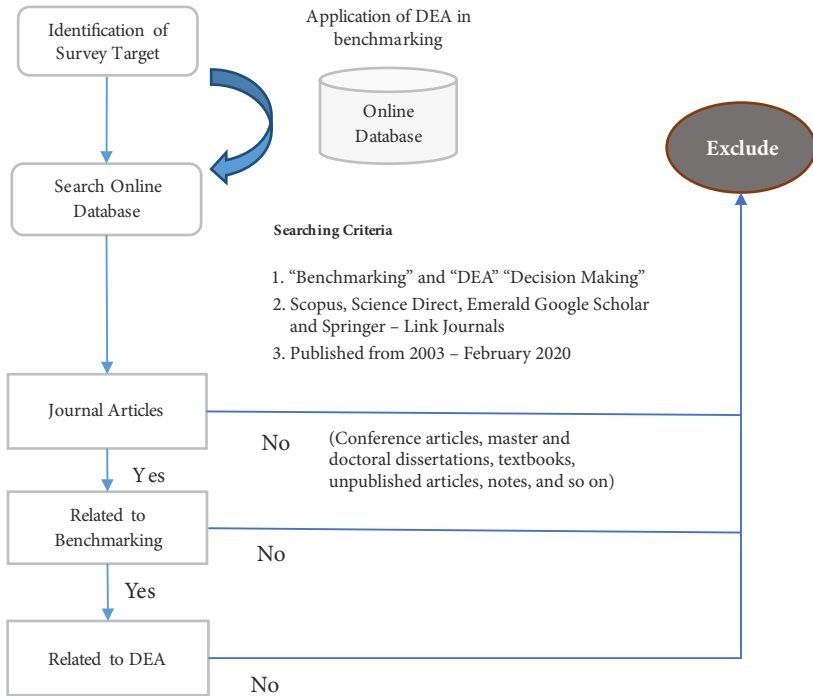 Identification of
Survey Target
Application of DEA in
benchmarking
Online
Database
Exclude
Search Online
Database
Searching Criteria
1. “Benchmarking” and “DEA” “Decision Making”
2. Scopus, Science Direct, Emerald Google Scholar
and Springer – Link Journals
3. Published from 2003 – February 2020
Journal Articles
No
(Conference articles, master and
doctoral dissertations, textbooks,
unpublished articles, notes, and so on)
Yes
Related to
Benchmarking
No
Yes
Related to DEA
No